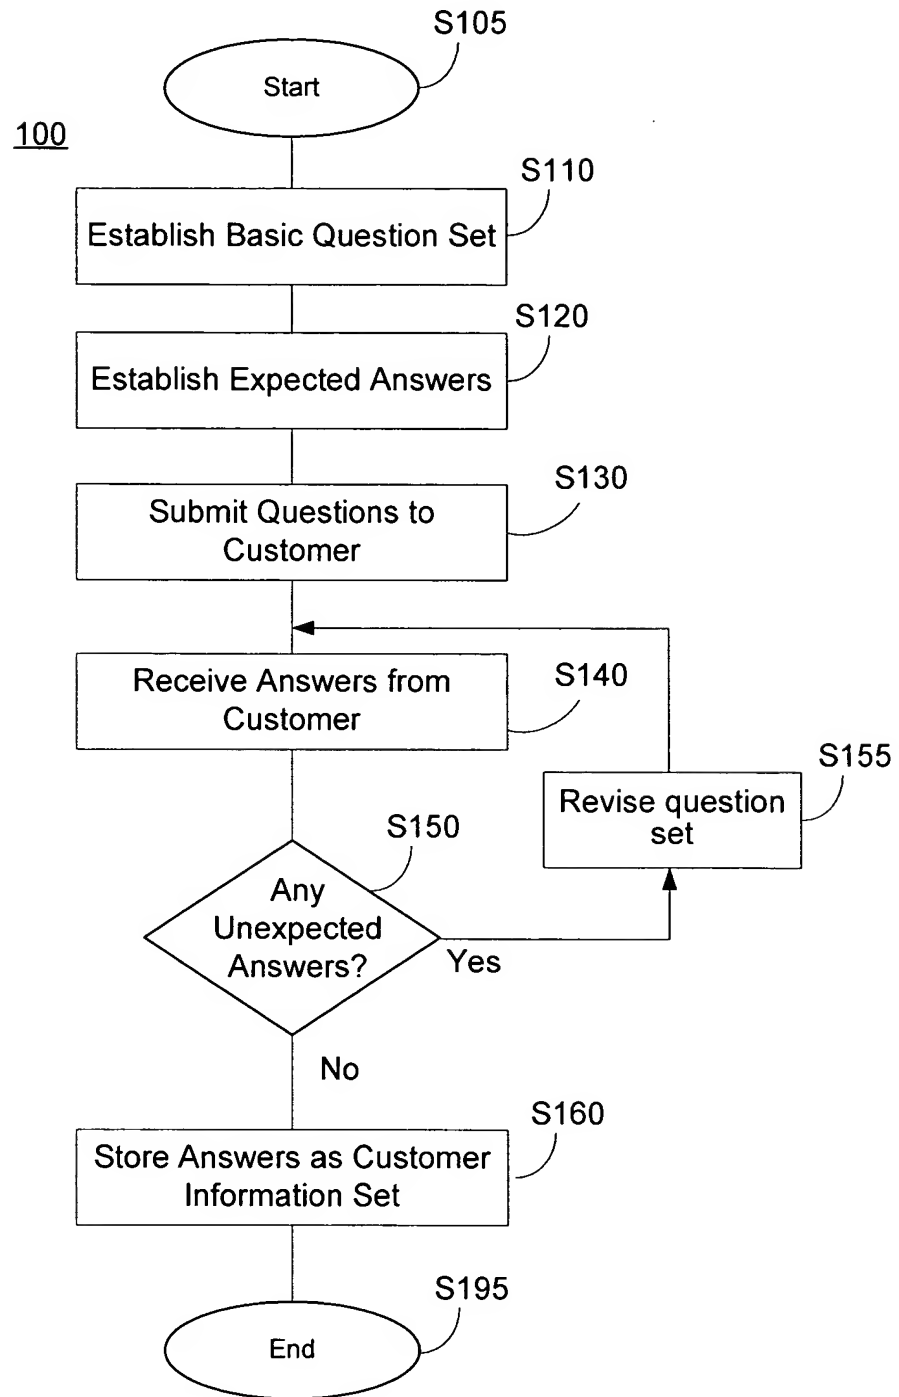 S105
Start
100
S110
Establish Basic Question Set
S120
Establish Expected Answers
S130
Submit Questions to
Customer
Receive Answers from
Customer
S140
S155
Revise question
set
S150
Any
Unexpected
Answers?
Yes
No
S160
Store Answers as Customer
Information Set
S195
End